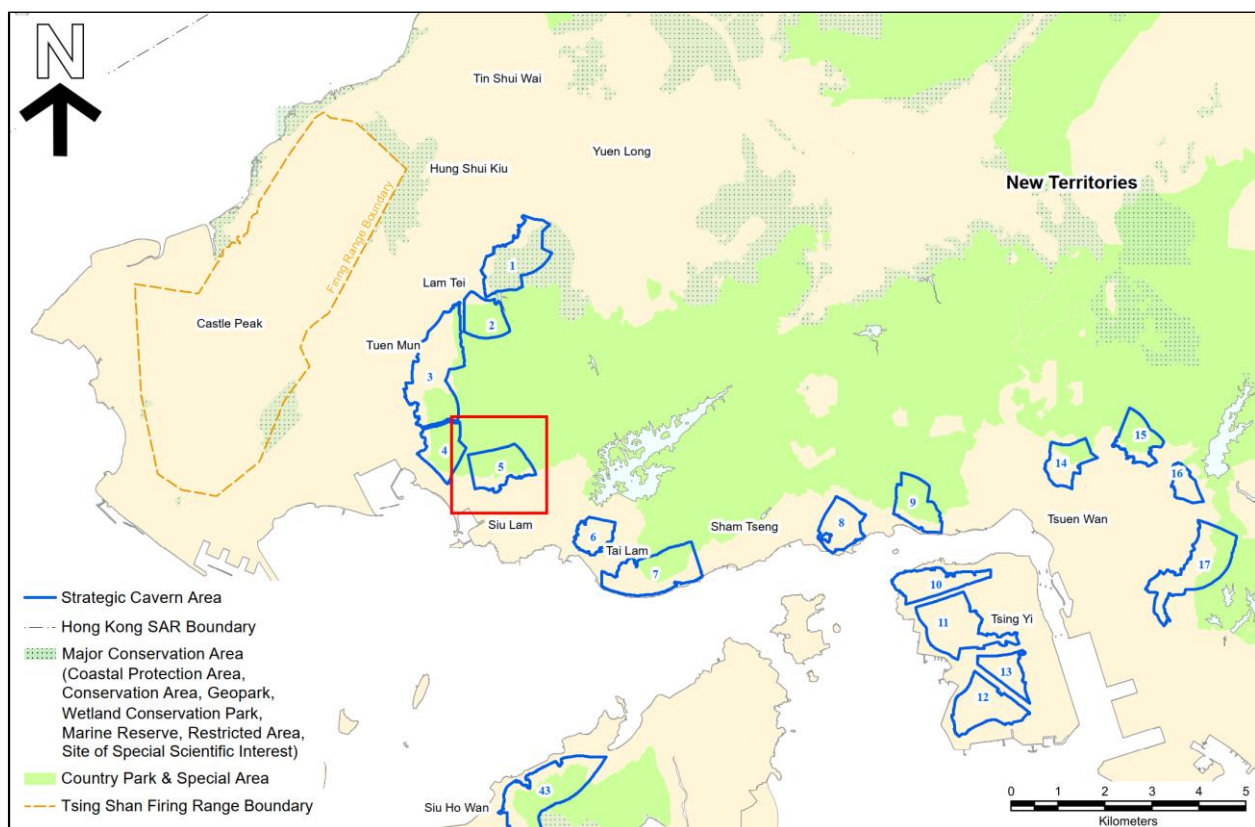 N
Tin Shui Wai
Yuen Long
Hung Shui Kiu
New Territories
Firing Range Boundary
1
Lam Tei
2
Castle Peak
Tuen Mun
3
4
5
15
14
16
9
Siu Lam
Sham Tseng
8
Tsuen Wan
6
Tai Lam
7
17
10
11
Tsing Yi
13
12
Strategic Cavern Area
Hong Kong SAR Boundary
Major Conservation Area
(Coastal Protection Area,
Conservation Area, Geopark,
Wetland Conservation Park,
Marine Reserve, Restricted Area,
Site of Special Scientific Interest)
Country Park & Special Area
Tsing Shan Firing Range Boundary
43
Siu Ho Wan
0 1 2 3 4 5
Kilometers